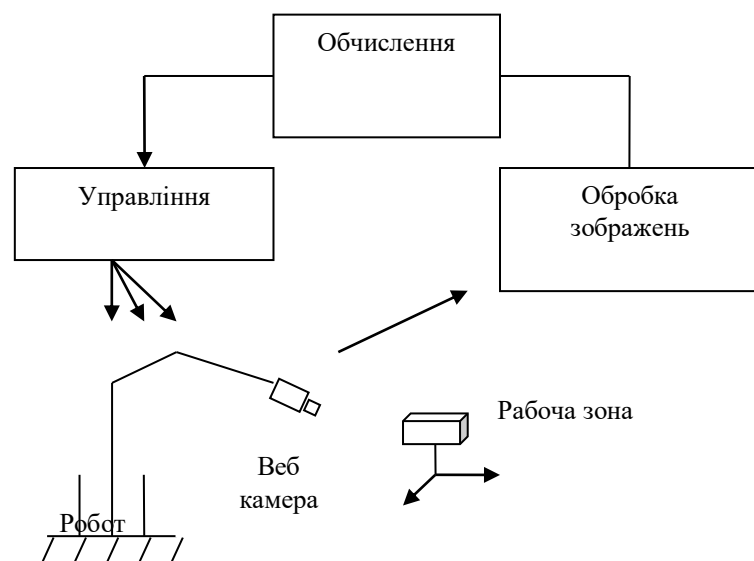 Обчислення
Управління
Обробка
зображень
Рабоча зона
Веб
камера
Робот